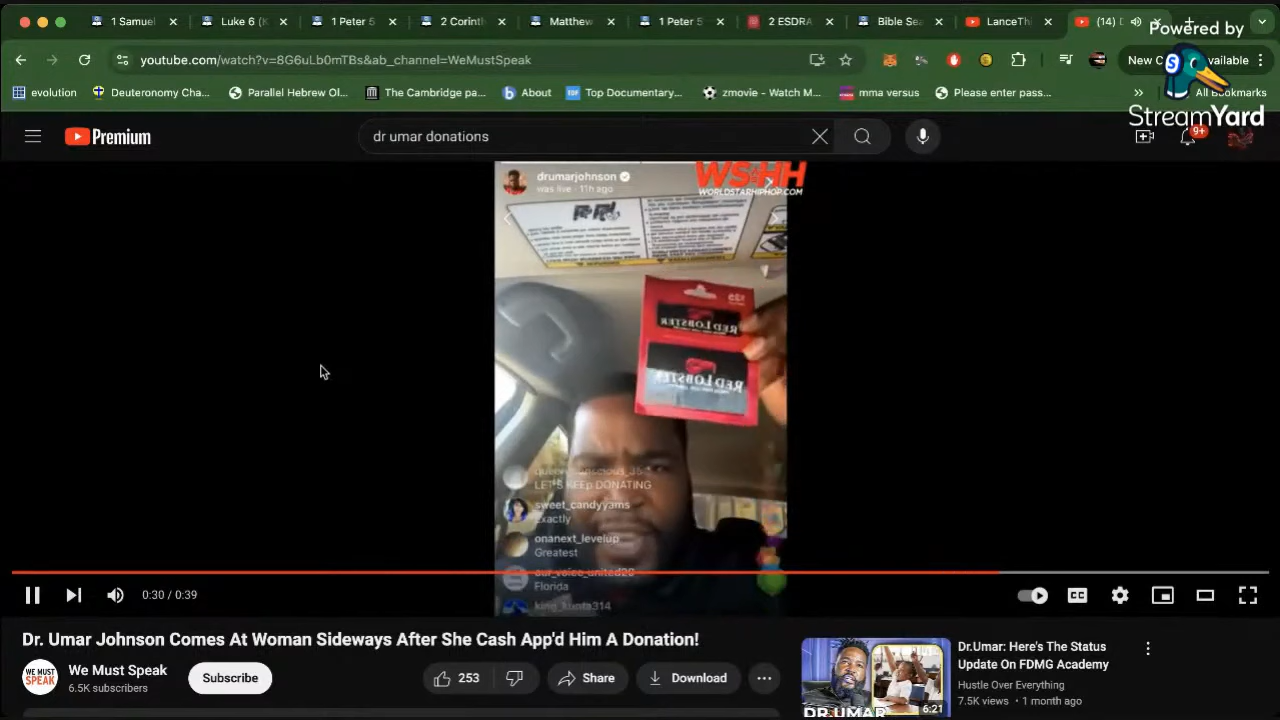 1 Samuel
Luke 6 (K
1 Peter 5
2 Corinth
Matthew
1 Peter 5
2 ESDRA
Bible Sea
LanceThi
(14) D
Powered by
youtube.com/watch?v=8G6uLb0mTBs&ab_channel=WeMustSpeak
New C
vailable
evolution
Deuteronomy Cha...
Parallel Hebrew Ol...
The Cambridge pa...
About
Top Documentary...
zmovie - Watch M...
mma versus
Please enter pass...
»
All Bookmarks
StreamYard
Premium
dr umar donations
9+
drumarjohnson
was live · 11h ago
WSHH
WORLDSTARHIPHOP.COM
$25
RED LOBSTER
RED LOBSTER
LET'S KEEp DONATING
sweet_candyyams
Exactly
onanext_levelup
Greatest
our_voice_united28
Florida
king_kunta314
0:30 / 0:39
CC
Dr. Umar Johnson Comes At Woman Sideways After She Cash App'd Him A Donation!
WE MUST
SPEAK
We Must Speak
6.5K subscribers
Subscribe
253
Share
Download
DR.UMAR
6:21
Dr.Umar: Here's The Status
Update On FDMG Academy
Hustle Over Everything
7.5K views · 1 month ago